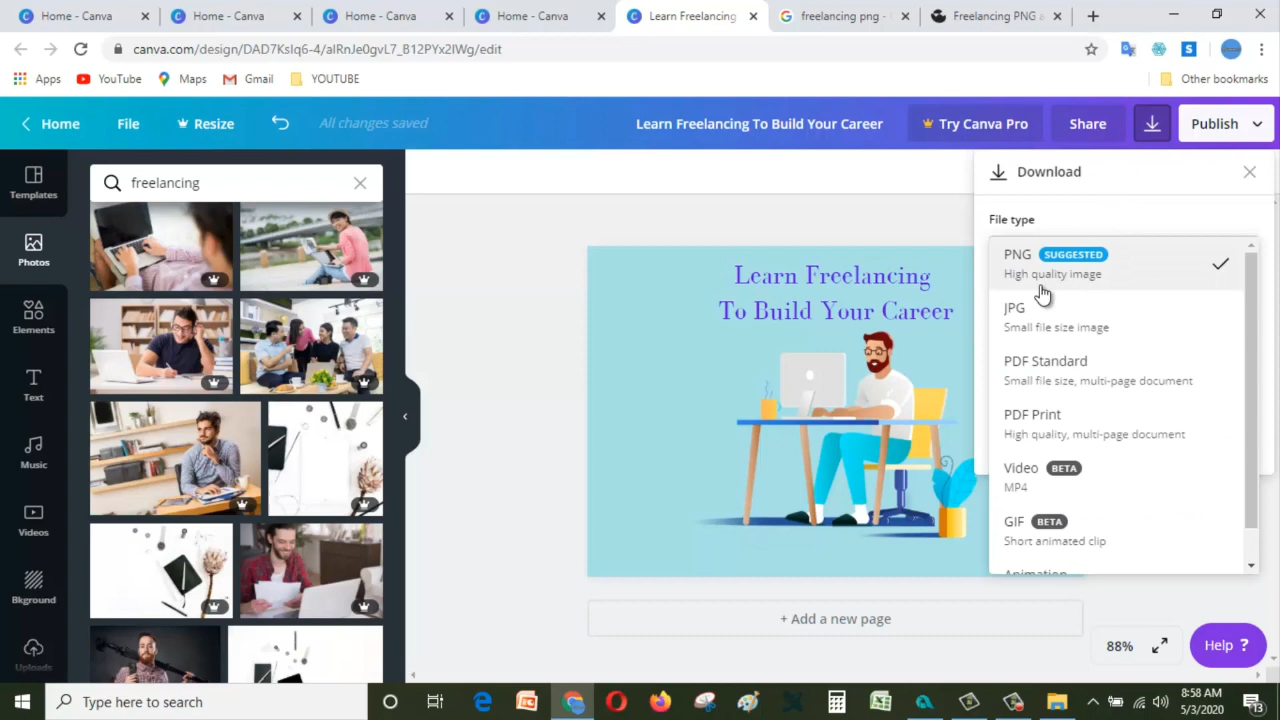 Home - Canva
Home - Canva
Home - Canva
Home - Canva
Learn Freelancing
freelancing png -
Freelancing PNG a
canva.com/design/DAD7KsIq6-4/aIRnJe0gvL7_B12PYx2IWg/edit
S
Apps
YouTube
Maps
Gmail
YOUTUBE
Other bookmarks
Home
File
Resize
All changes saved
Learn Freelancing To Build Your Career
Try Canva Pro
Share
Publish
Templates
Photos
Elements
Text
Music
Videos
Bkground
Uploads
freelancing
Learn Freelancing
To Build Your Career
+ Add a new page
Download
File type
PNG SUGGESTED
High quality image
JPG
Small file size image
PDF Standard
Small file size, multi-page document
PDF Print
High quality, multi-page document
Video BETA
MP4
GIF BETA
Short animated clip
Animation
88%
Help ?
Type here to search
8:58 AM
5/3/2020
13